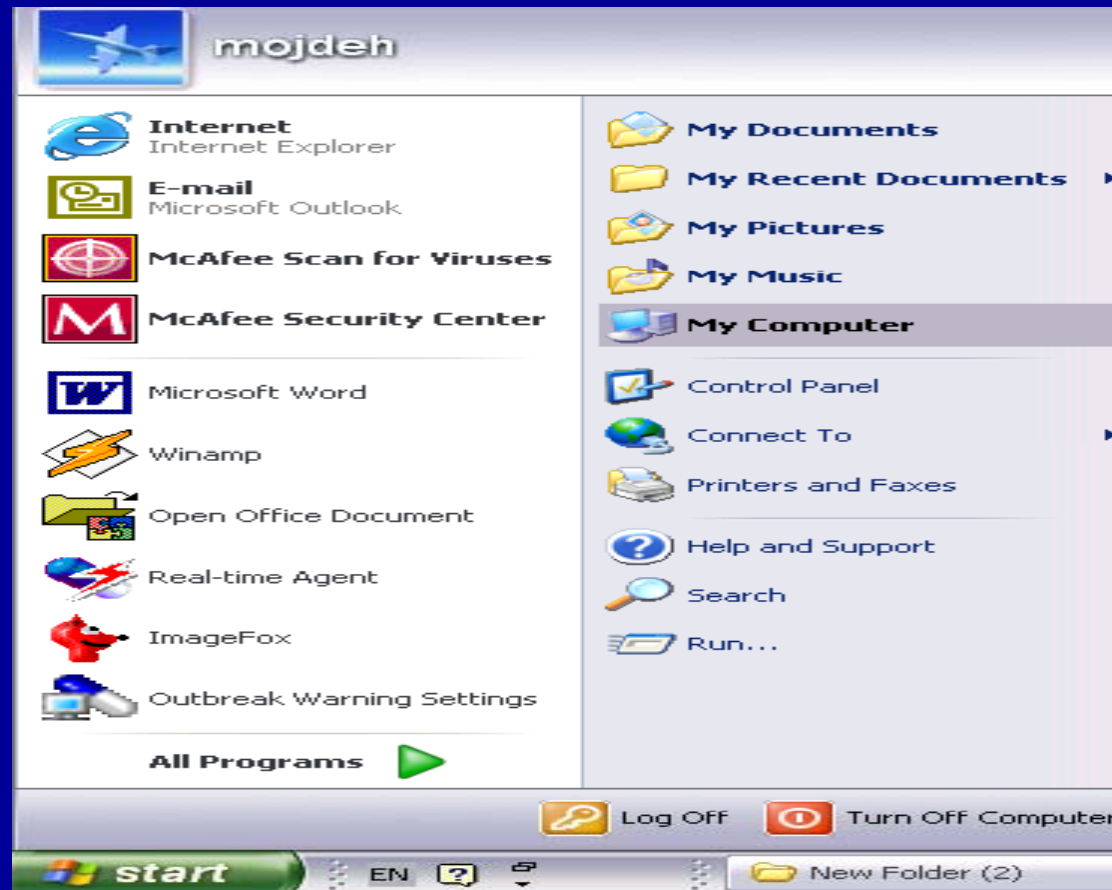 mojdeh
Internet
Internet Explorer
E-mail
Microsoft Outlook
McAfee Scan for Viruses
McAfee Security Center
Microsoft Word
Winamp
Open Office Document
Real-time Agent
ImageFox
Outbreak Warning Settings
All Programs
My Documents
My Recent Documents
My Pictures
My Music
My Computer
Control Panel
Connect To
Printers and Faxes
Help and Support
Search
Run...
Log Off
Turn Off Computer
start
EN
New Folder (2)